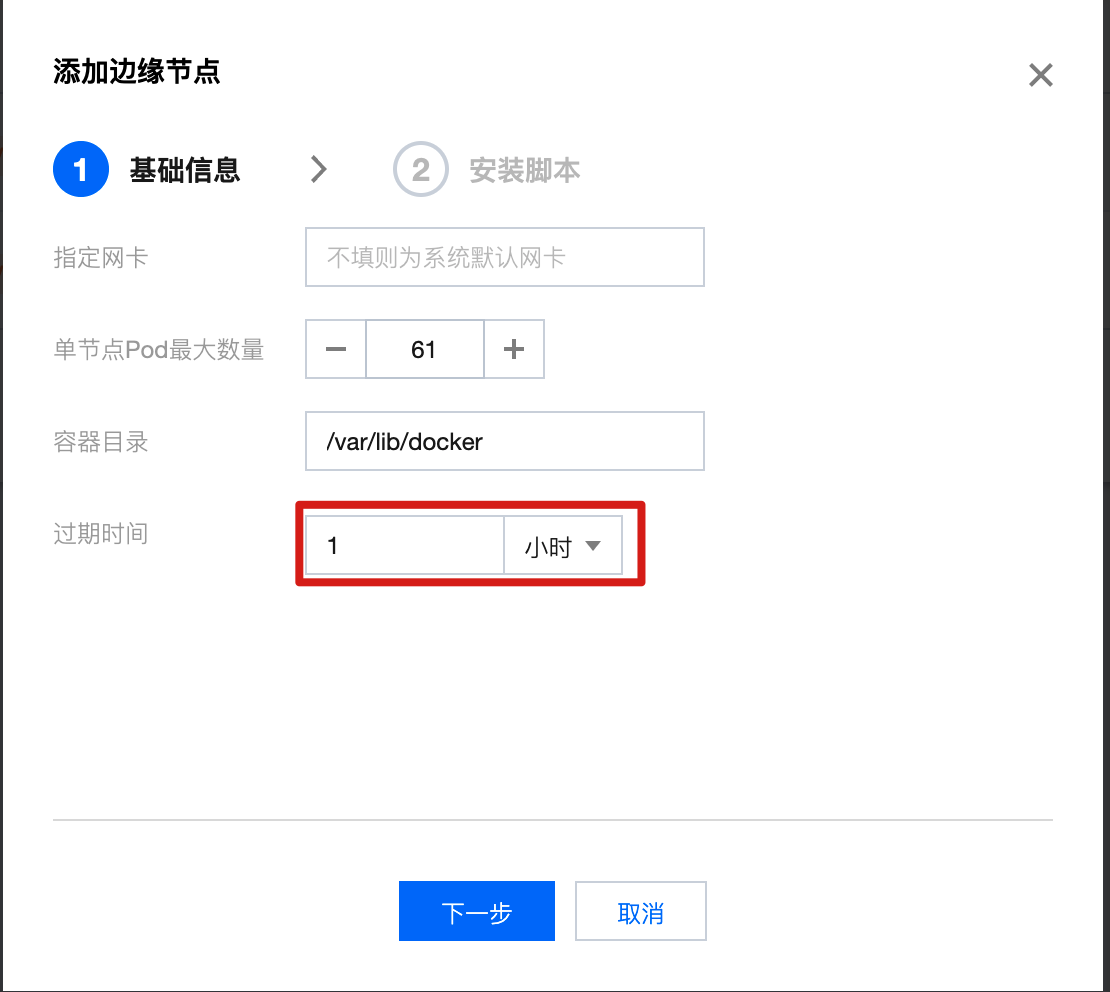 添加边缘节点
1 基础信息 2 安装脚本
指定网卡 不填则为系统默认网卡
单节点Pod最大数量 61
容器目录 /var/lib/docker
过期时间 1 小时
下一步 取消